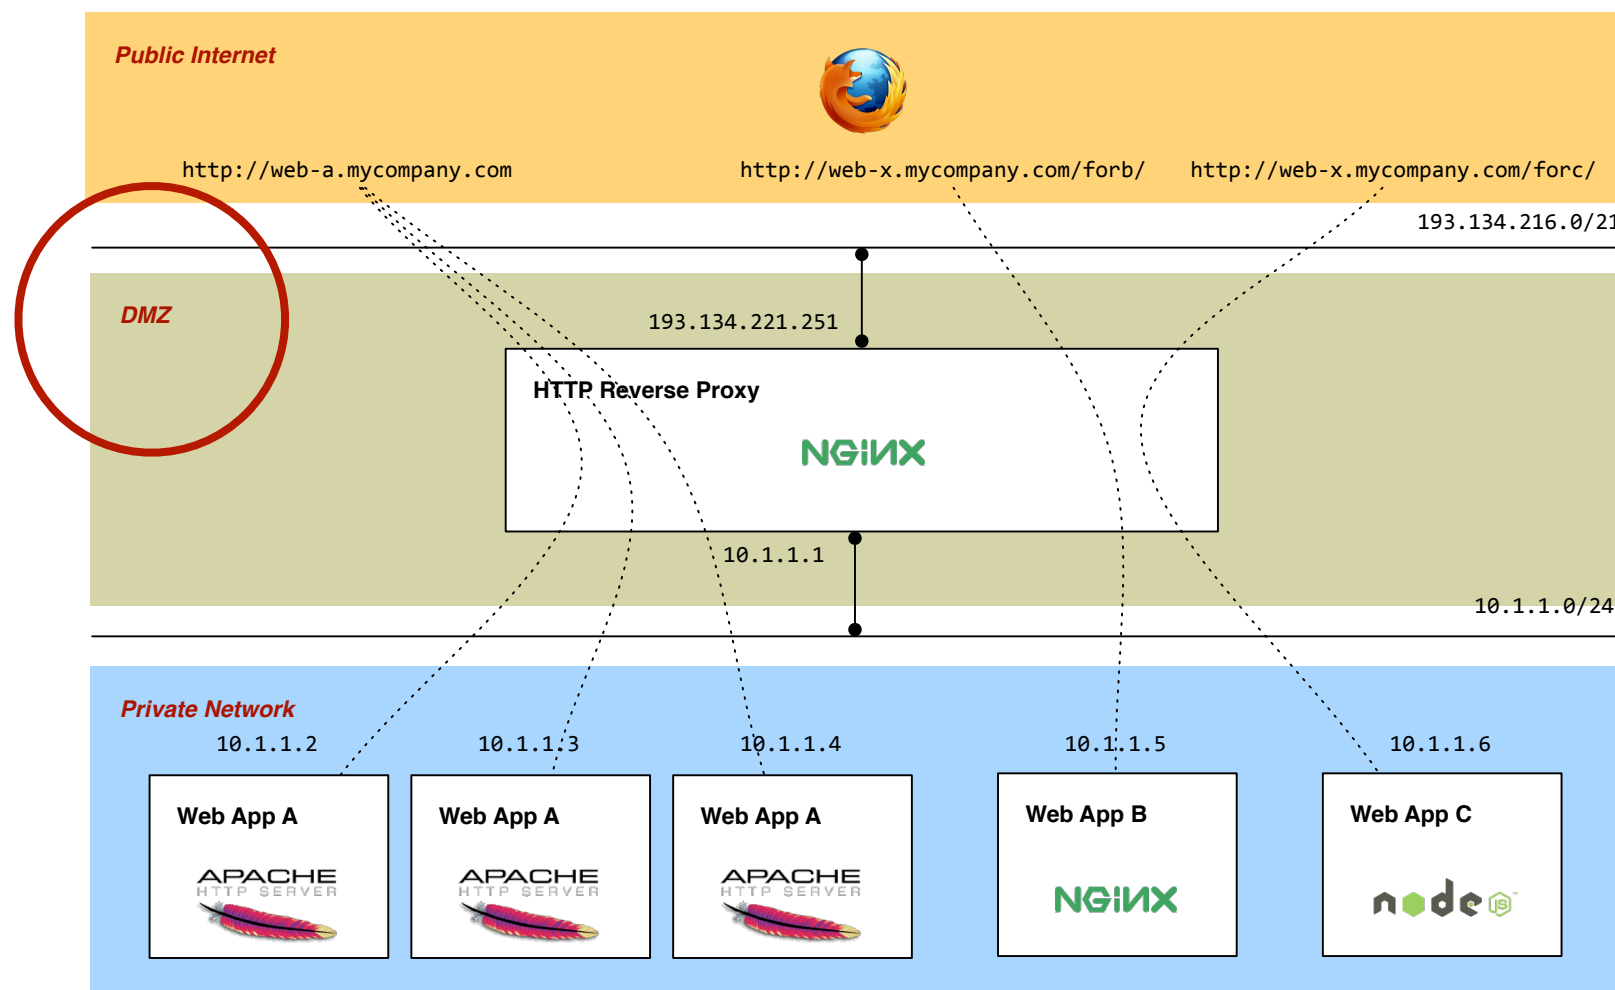 Public Internet
http://web-a.mycompany.com
http://web-x.mycompany.com/forb/
http://web-x.mycompany.com/forc/
193.134.216.0/21
DMZ
193.134.221.251
HTTP Reverse Proxy
NGiNX
10.1.1.1
10.1.1.0/24
Private Network
10.1.1.2
10.1.1.3
10.1.1.4
10.1.1.5
10.1.1.6
Web App A
APACHE
HTTP SERVER
Web App A
APACHE
HTTP SERVER
Web App A
APACHE
HTTP SERVER
Web App B
NGiNX
Web App C
node JS™